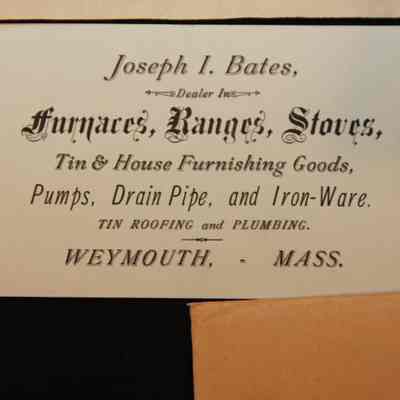 Joseph I. Bates,
Dealer In
Furnaces, Ranges, Stoves,
Tin & House Furnishing Goods,
Pumps, Drain Pipe, and Iron-Ware.
TIN ROOFING and PLUMBING.
WEYMOUTH, - MASS.